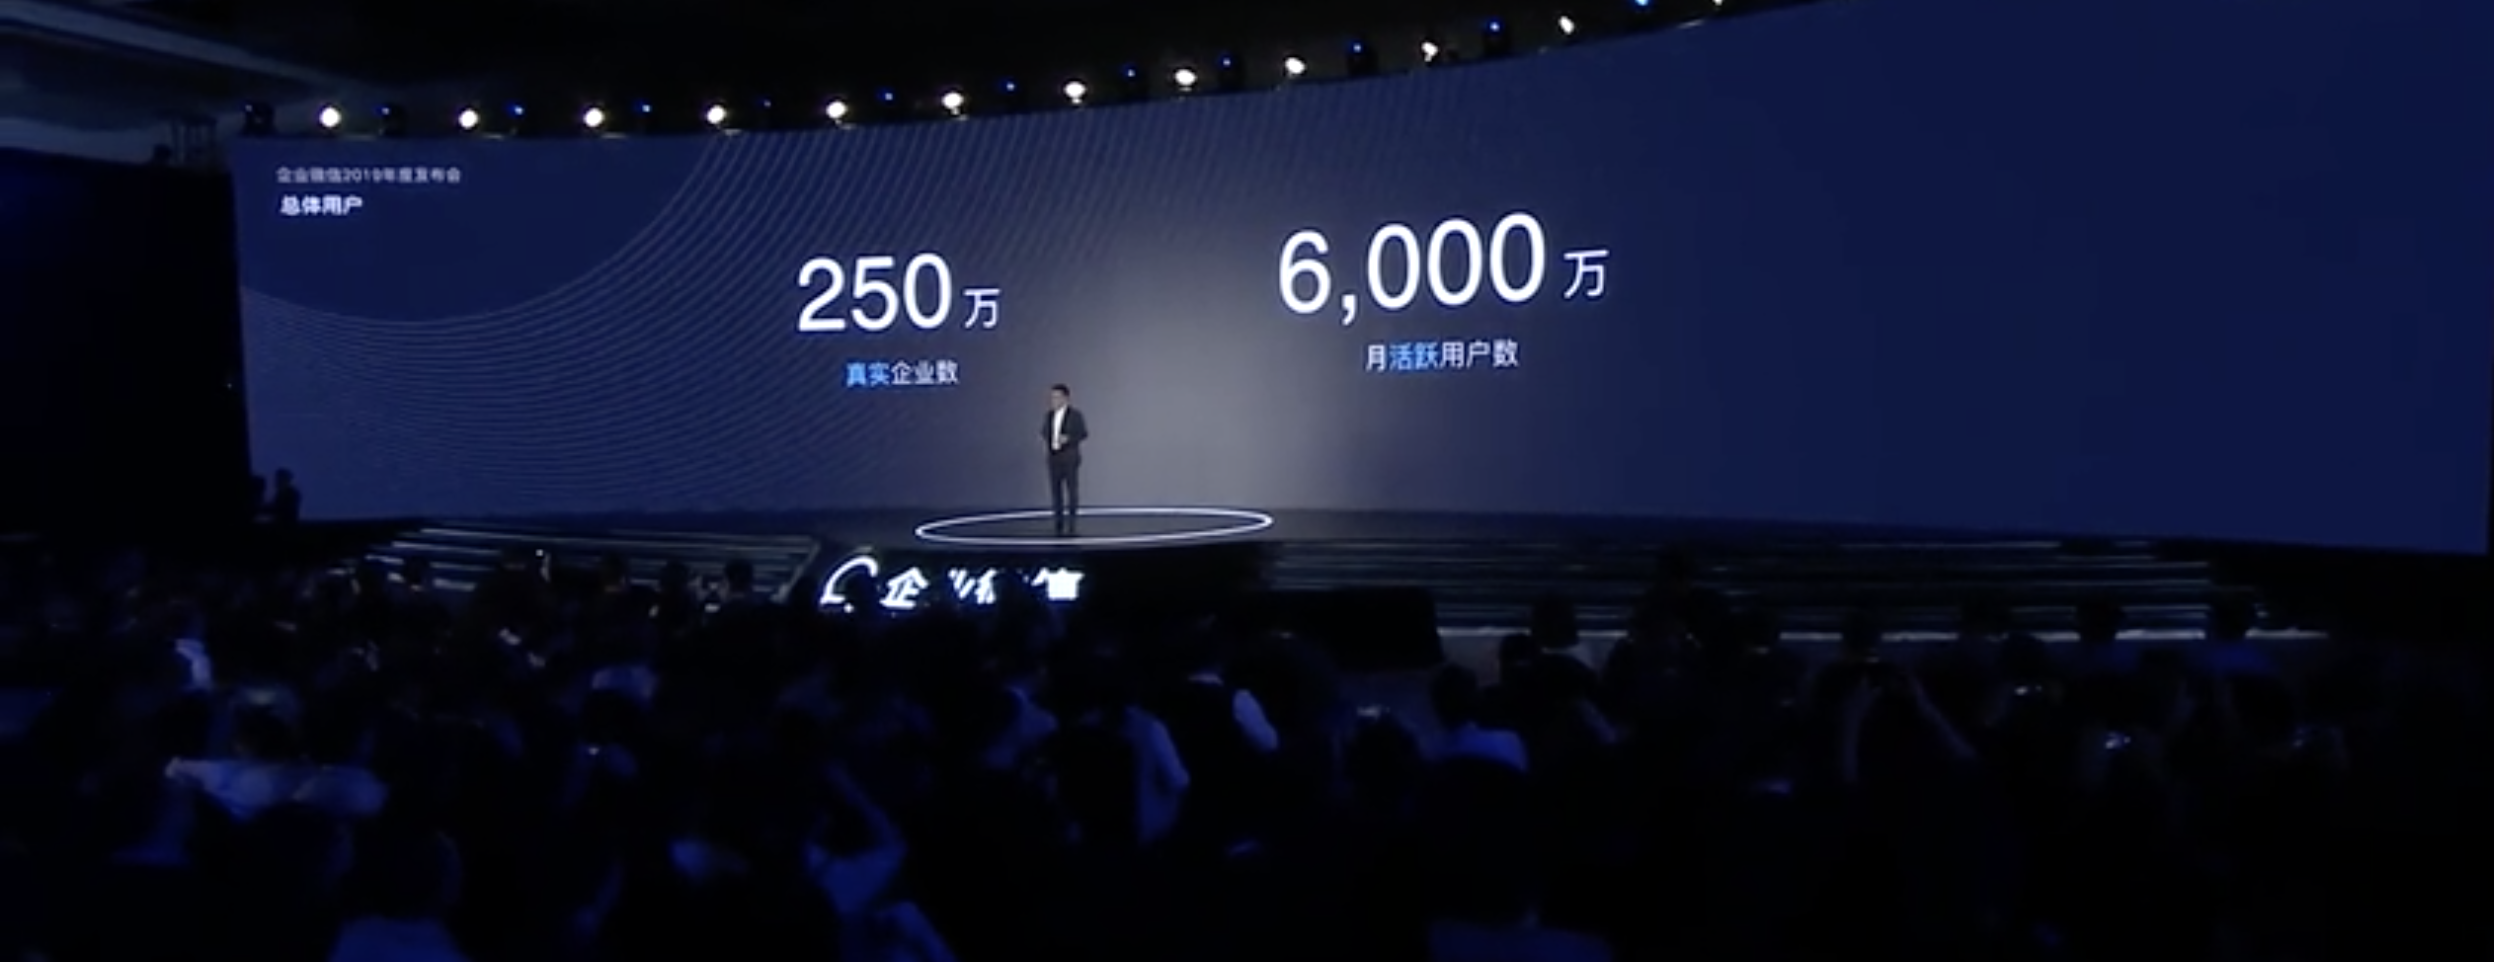 企业微信2019年度发布会
总体用户
250万
真实企业数
6,000万
月活跃用户数